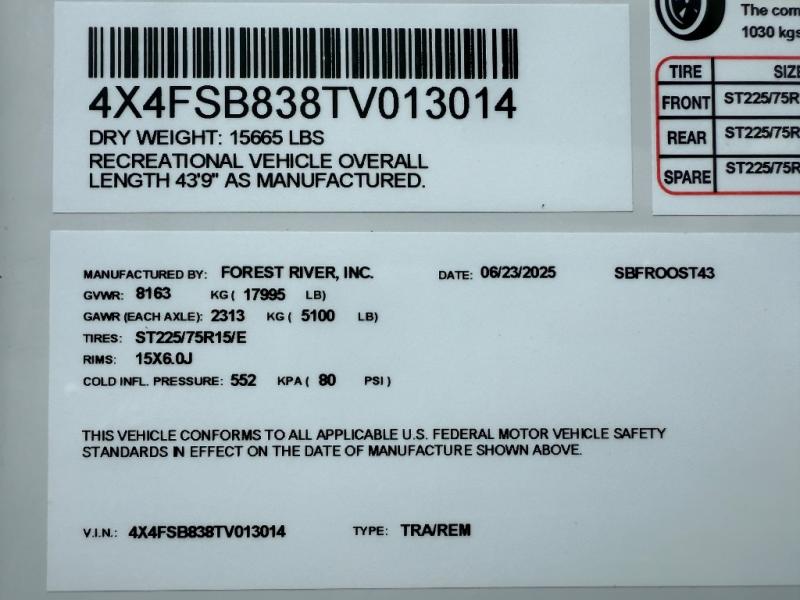 4X4FSB838TV013014
DRY WEIGHT: 15665 LBS
RECREATIONAL VEHICLE OVERALL
LENGTH 43'9" AS MANUFACTURED.
The com
1030 kgs
TIRE SIZE
FRONT ST225/75R
REAR ST225/75R
SPARE ST225/75R
MANUFACTURED BY: FOREST RIVER, INC. DATE: 06/23/2025 SBFROOST43
GVWR: 8163 KG ( 17995 LB)
GAWR (EACH AXLE): 2313 KG ( 5100 LB)
TIRES: ST225/75R15/E
RIMS: 15X6.0J
COLD INFL. PRESSURE: 552 KPA ( 80 PSI )
THIS VEHICLE CONFORMS TO ALL APPLICABLE U.S. FEDERAL MOTOR VEHICLE SAFETY
STANDARDS IN EFFECT ON THE DATE OF MANUFACTURE SHOWN ABOVE.
V.I.N.: 4X4FSB838TV013014 TYPE: TRA/REM